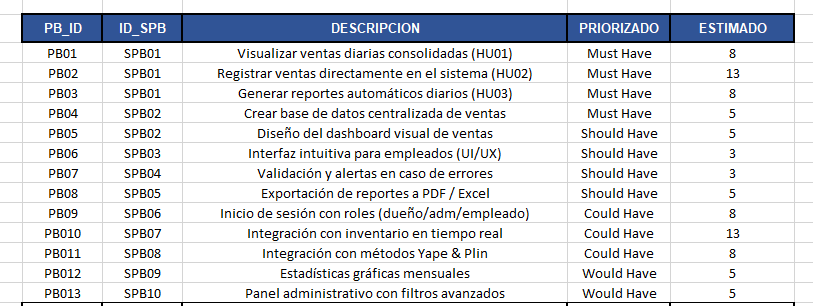 PB_ID ID_SPB DESCRIPCION PRIORIZADO ESTIMADO
PB01 SPB01 Visualizar ventas diarias consolidadas (HU01) Must Have 8
PB02 SPB01 Registrar ventas directamente en el sistema (HU02) Must Have 13
PB03 SPB01 Generar reportes automáticos diarios (HU03) Must Have 8
PB04 SPB02 Crear base de datos centralizada de ventas Must Have 5
PB05 SPB02 Diseño del dashboard visual de ventas Should Have 5
PB06 SPB03 Interfaz intuitiva para empleados (UI/UX) Should Have 3
PB07 SPB04 Validación y alertas en caso de errores Should Have 3
PB08 SPB05 Exportación de reportes a PDF / Excel Should Have 5
PB09 SPB06 Inicio de sesión con roles (dueño/adm/empleado) Could Have 8
PB010 SPB07 Integración con inventario en tiempo real Could Have 13
PB011 SPB08 Integración con métodos Yape & Plin Could Have 8
PB012 SPB09 Estadísticas gráficas mensuales Would Have 5
PB013 SPB10 Panel administrativo con filtros avanzados Would Have 5